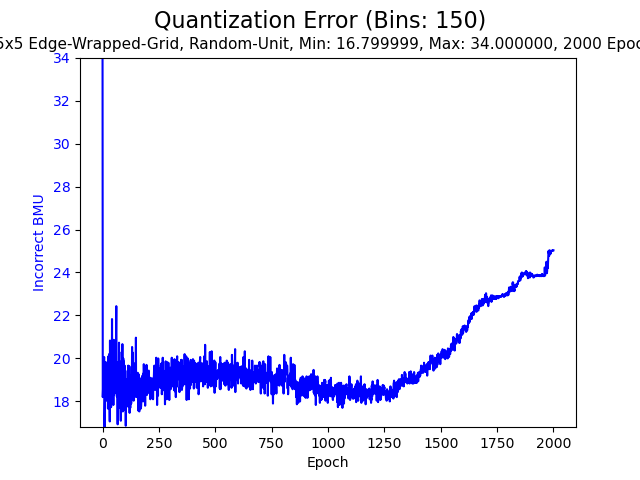 Quantization Error (Bins: 150)
5x5 Edge-Wrapped-Grid, Random-Unit, Min: 16.799999, Max: 34.000000, 2000 Epoc
34
32
30
28
26
24
22
20
18
Incorrect BMU
0 250 500 750 1000 1250 1500 1750 2000
Epoch